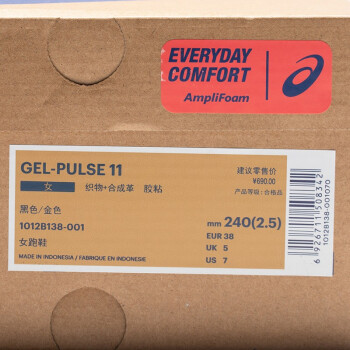 EVERYDAY
COMFORT
AmpliFoam
GEL-PULSE 11
女 织物+合成革 胶粘
建议零售价
¥690.00
产品等级:合格品
黑色/金色
1012B138-001
女跑鞋
MADE IN INDONESIA / FABRIQUE EN INDONESIE
mm 240(2.5)
EUR 38
UK 5
US 7
6926711508342
1012B138-001070